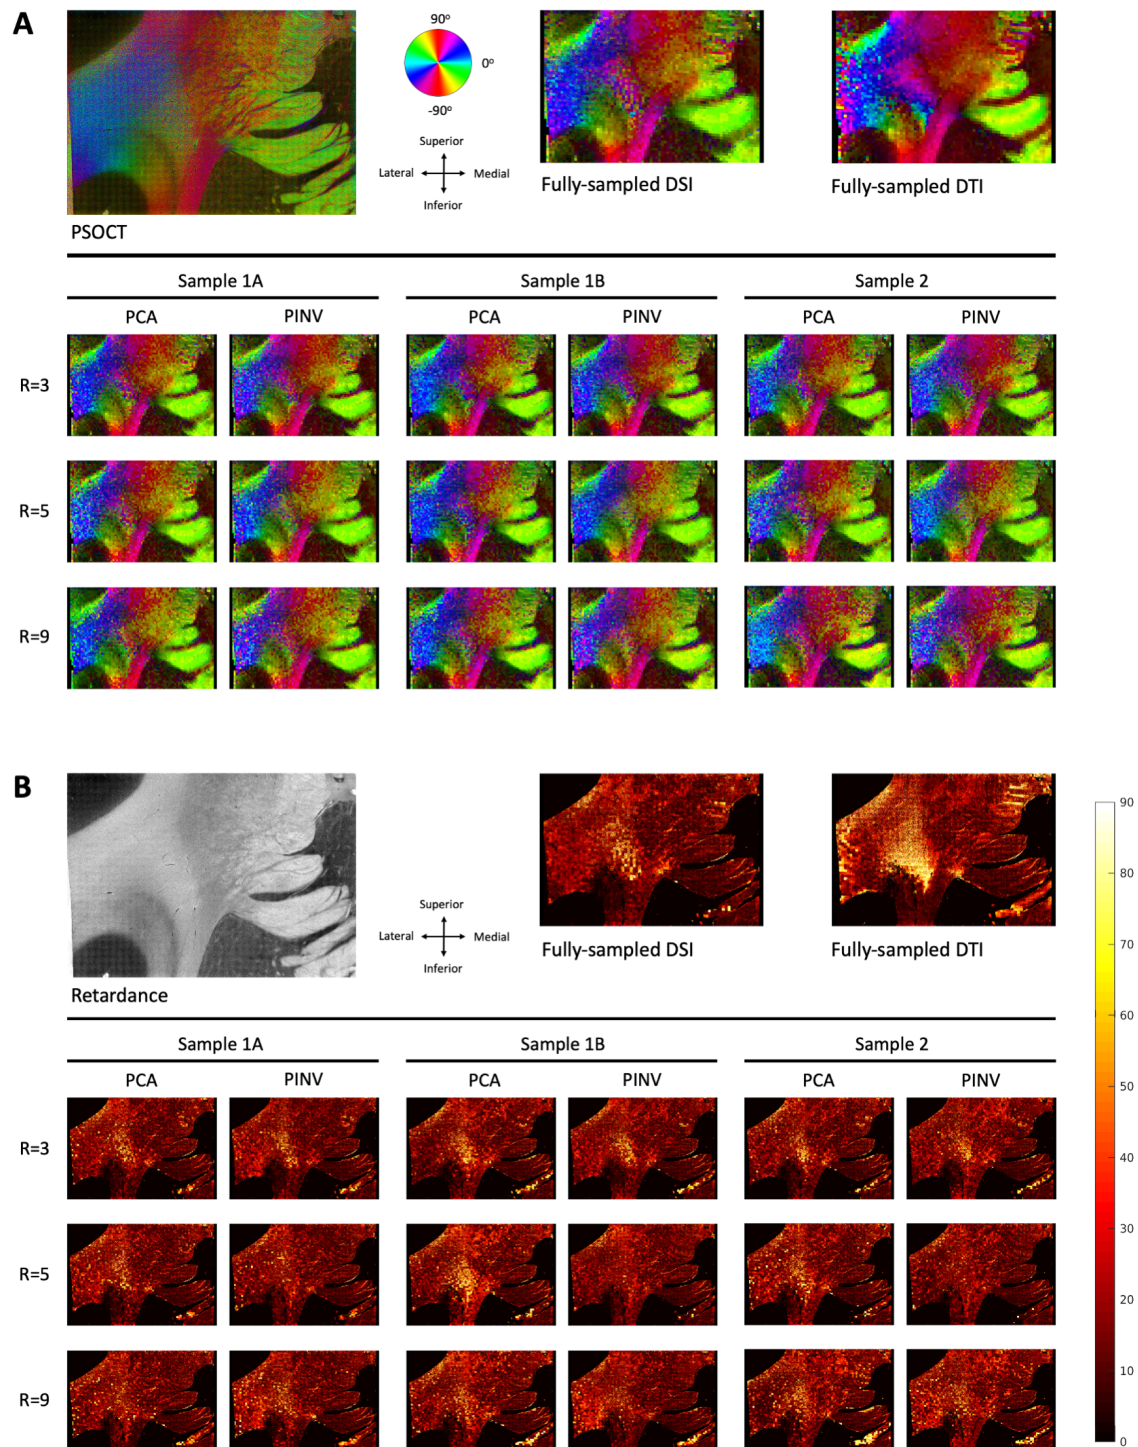 A
90°
0°
-90°
Superior
Lateral
Medial
Inferior
PSOCT
Fully-sampled DSI
Fully-sampled DTI
Sample 1A
Sample 1B
Sample 2
PCA
PINV
PCA
PINV
PCA
PINV
R=3
R=5
R=9
B
Superior
Lateral
Medial
Inferior
Retardance
Fully-sampled DSI
Fully-sampled DTI
90
80
70
60
50
40
30
20
10
0
Sample 1A
Sample 1B
Sample 2
PCA
PINV
PCA
PINV
PCA
PINV
R=3
R=5
R=9